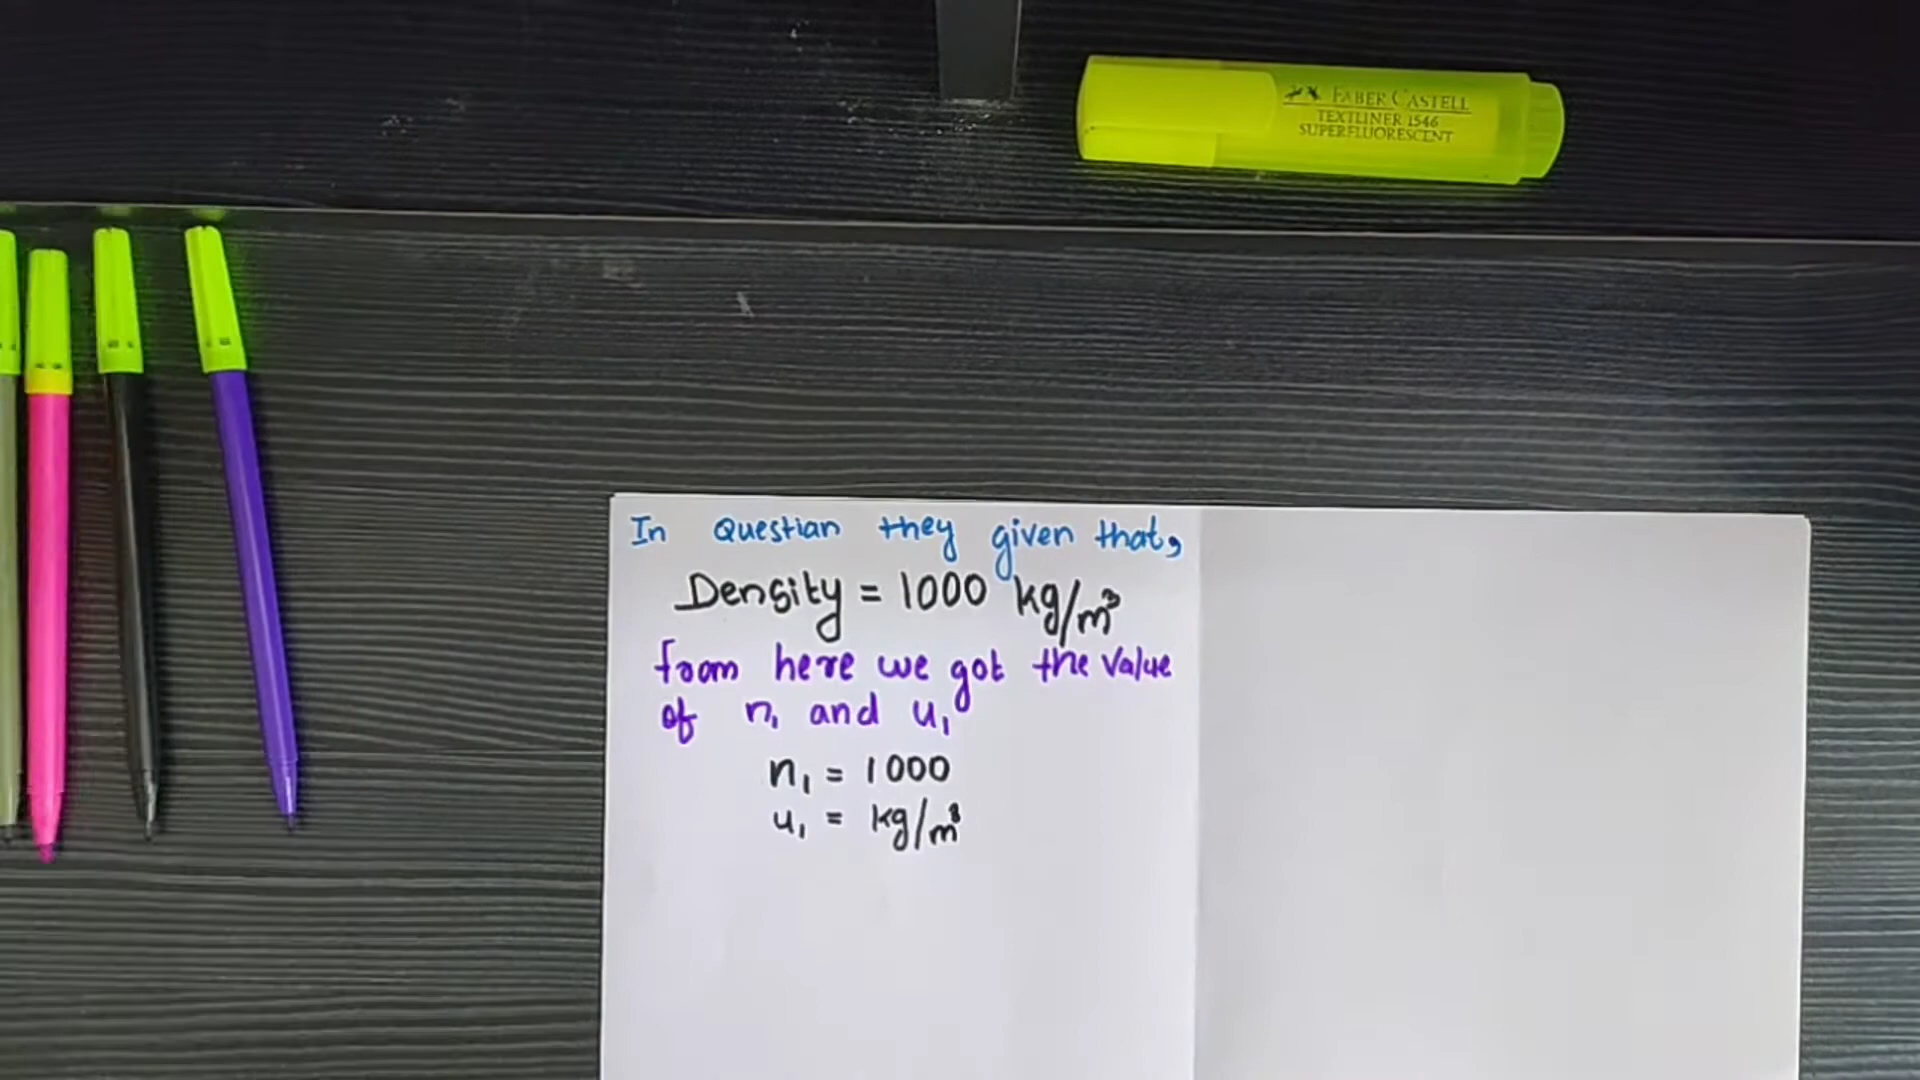 FABER CASTELL
TEXTLINER 1546
SUPERFLUORESCENT
In Questian they given that,
Density = 1000 kg/m³
from here we got the value
of n₁ and u₁
n₁ = 1000
u₁ = kg/m³